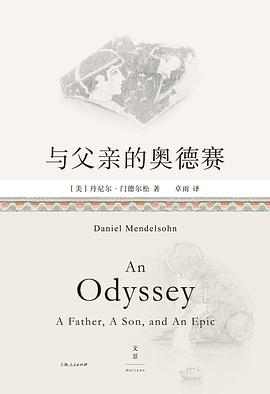 与父亲的奥德赛
[美] 丹尼尔·门德尔松 著 卓雨 译
Daniel Mendelsohn
An
Odyssey
A Father, A Son, and An Epic
文景
Horizon
上海人民出版社